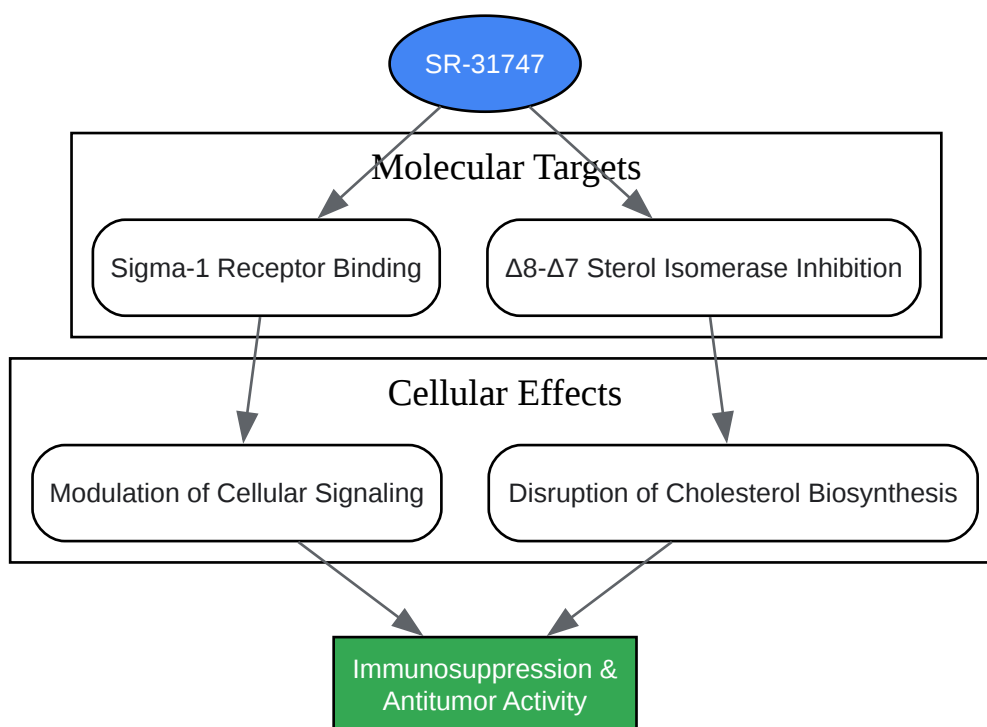 SR-31747
Molecular Targets
Sigma-1 Receptor Binding
Δ8-Δ7 Sterol Isomerase Inhibition
Cellular Effects
Modulation of Cellular Signaling
Disruption of Cholesterol Biosynthesis
Immunosuppression &
Antitumor Activity